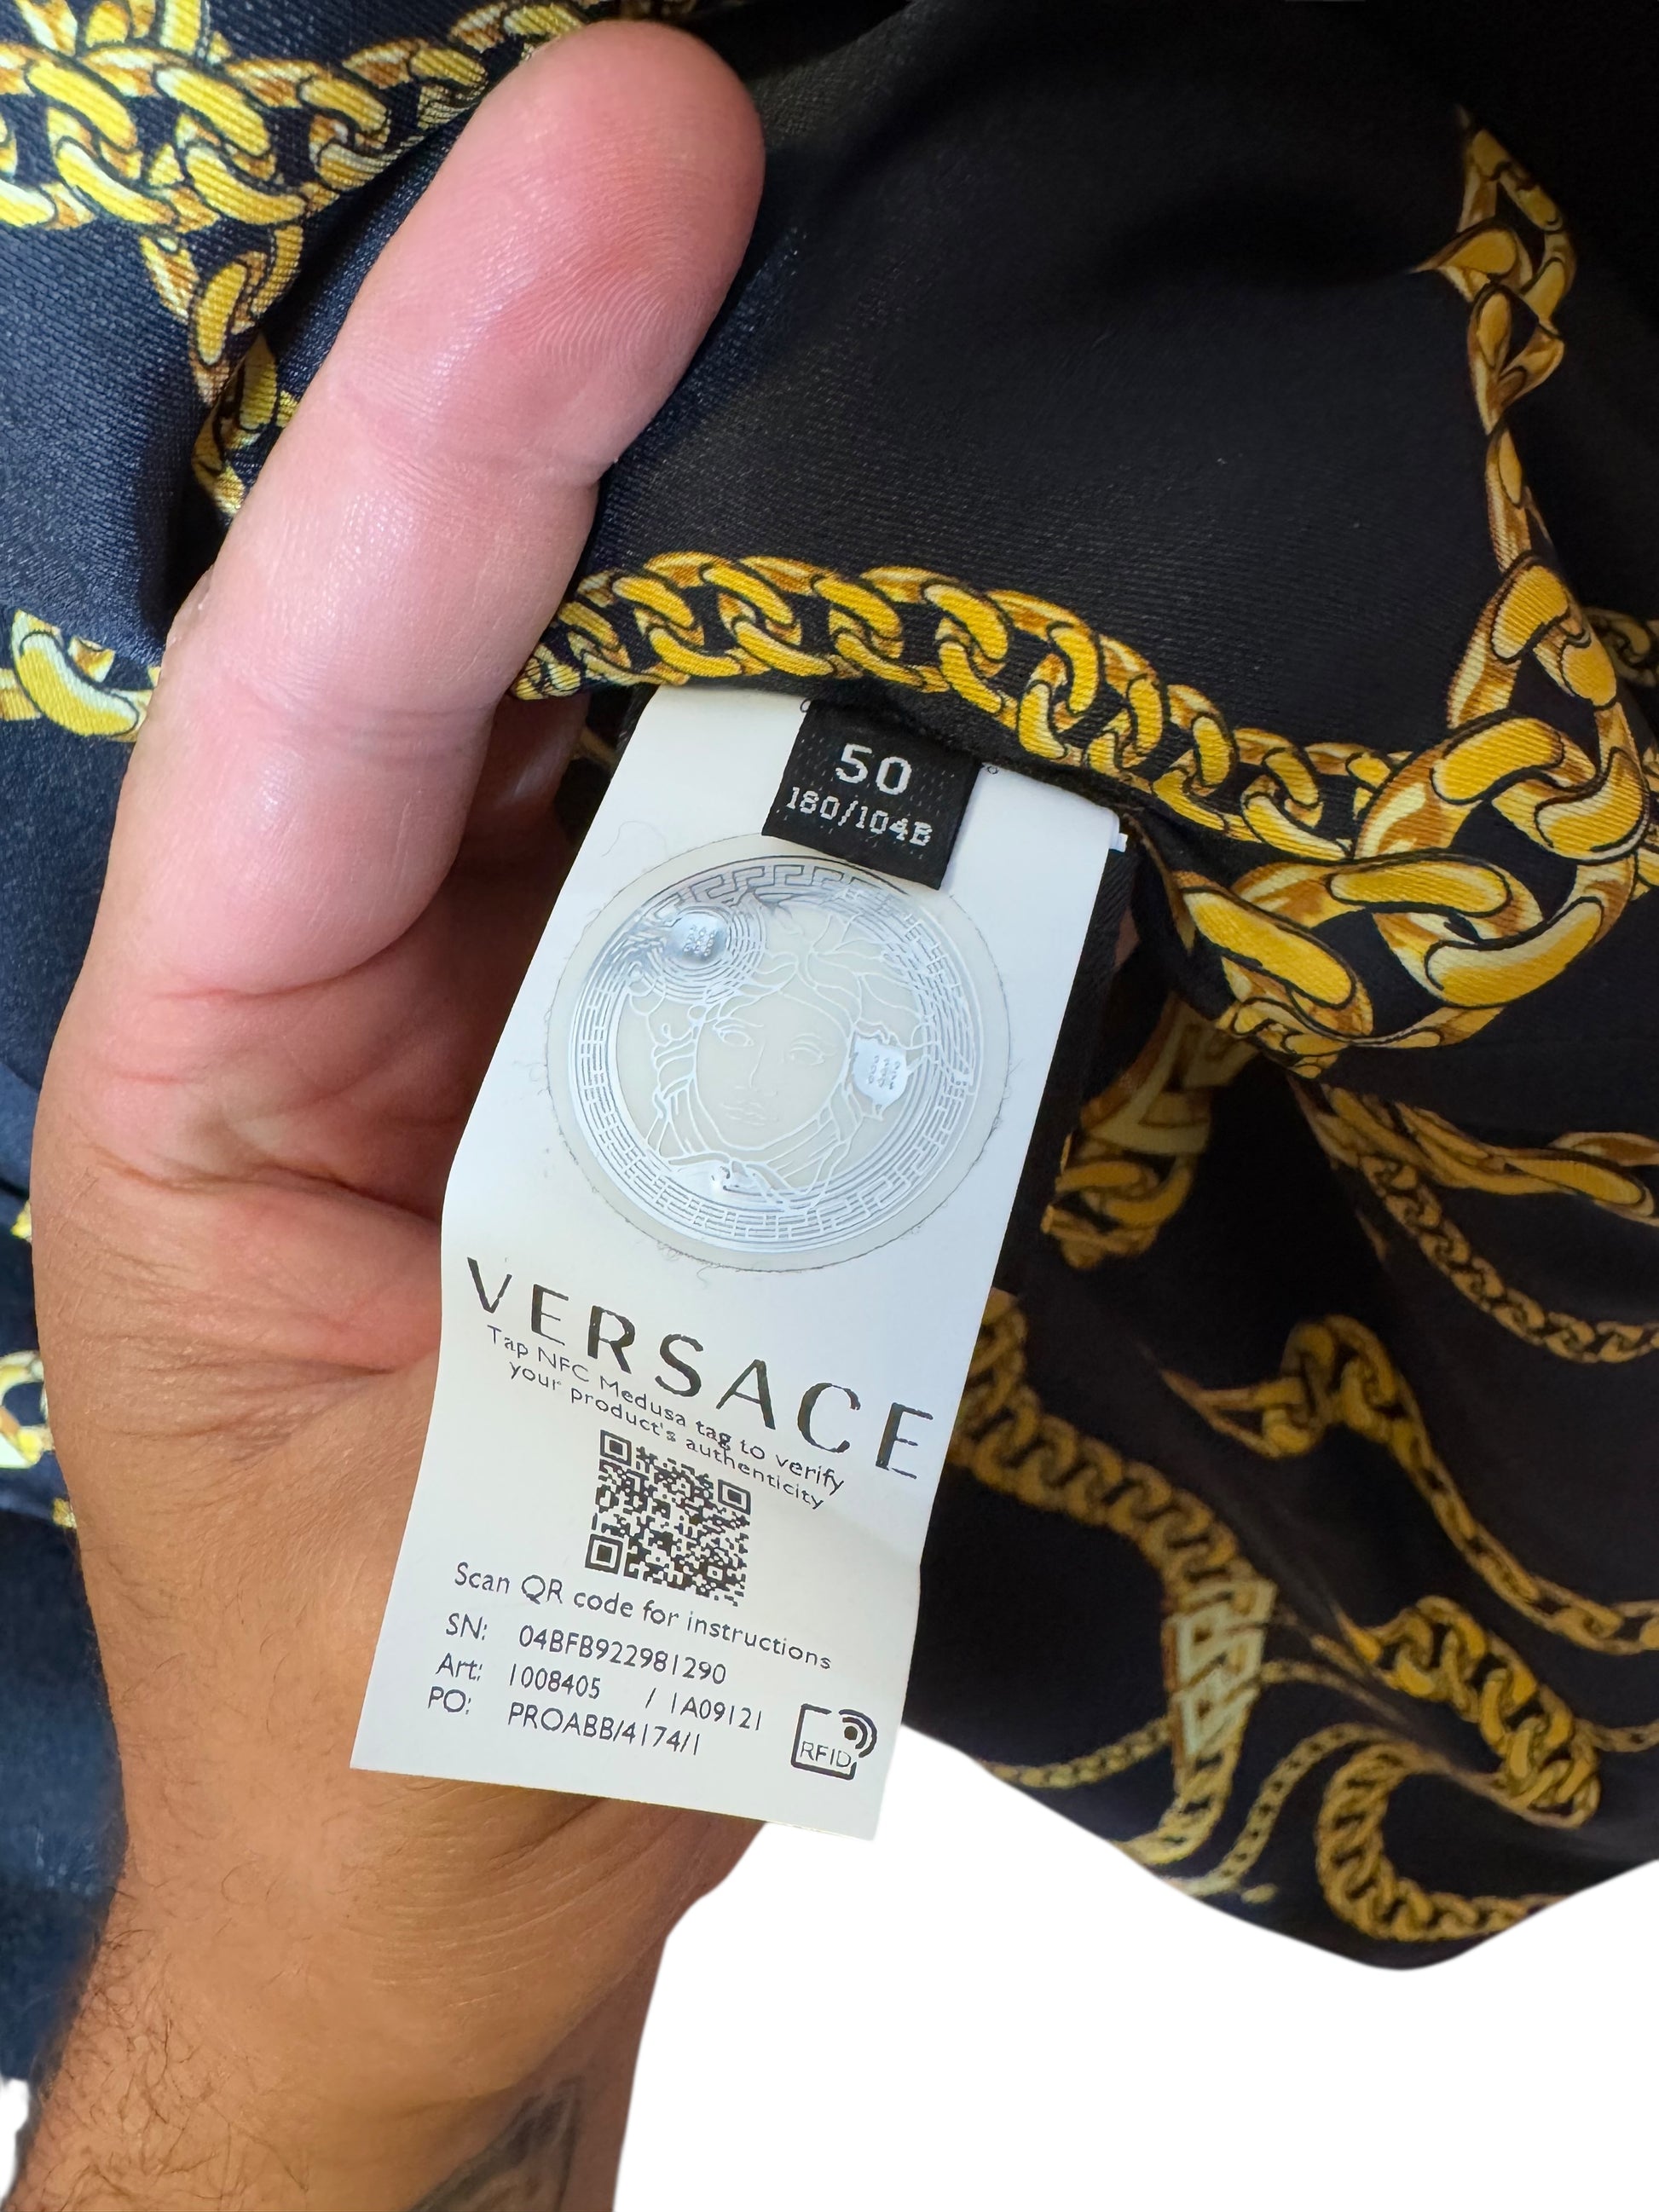 50
180/104B
VERSACE
Tap NFC Medusa tag to verify
your product's authenticity
Scan QR code for instructions
SN: 04BFB922981290
Art: 1008405 / 1A09121
PO: PROABB/4174/1
RFID